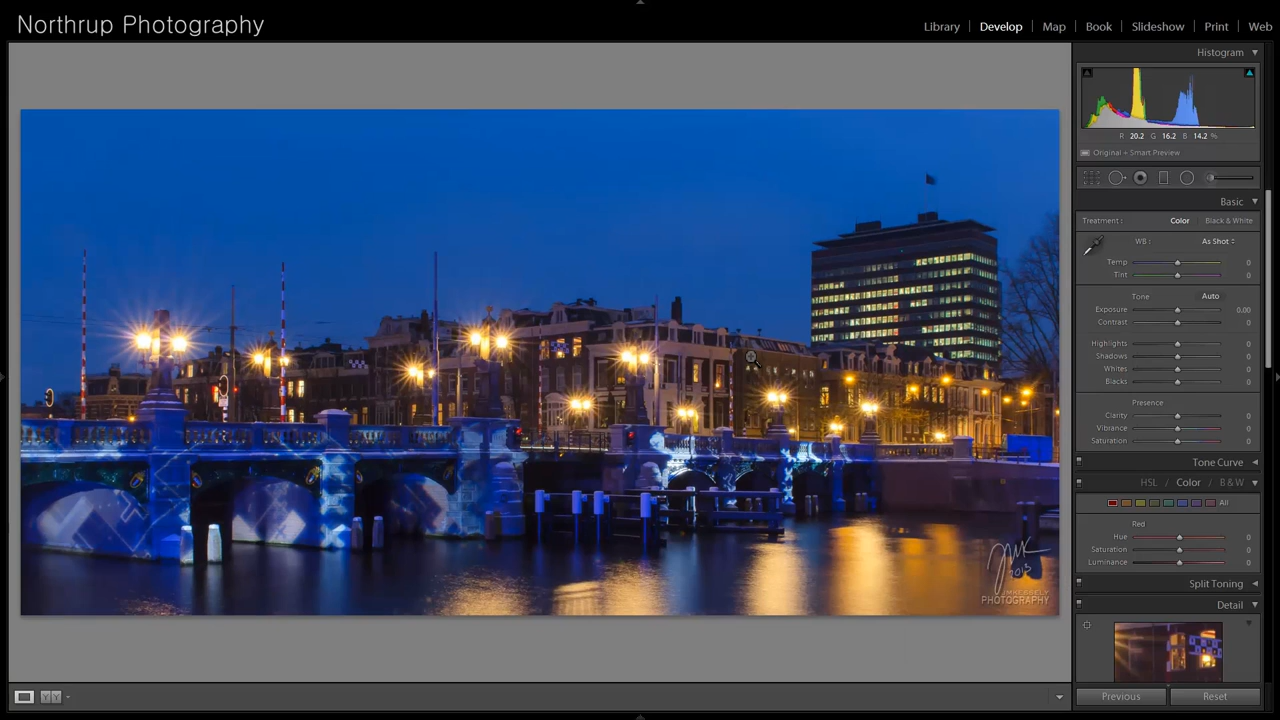 Northrup Photography
Library | Develop | Map | Book | Slideshow | Print | Web
Histogram
R 20.2 G 16.2 B 14.2 %
Original + Smart Preview
Basic
Treatment : Color Black & White
WB : As Shot
Temp 0
Tint 0
Tone Auto
Exposure 0.00
Contrast 0
Highlights 0
Shadows 0
Whites 0
Blacks 0
Presence
Clarity 0
Vibrance 0
Saturation 0
Tone Curve
HSL / Color / B & W
All
Red
Hue 0
Saturation 0
Luminance 0
Split Toning
Detail
2013
PHOTOGRAPHY
Previous Reset